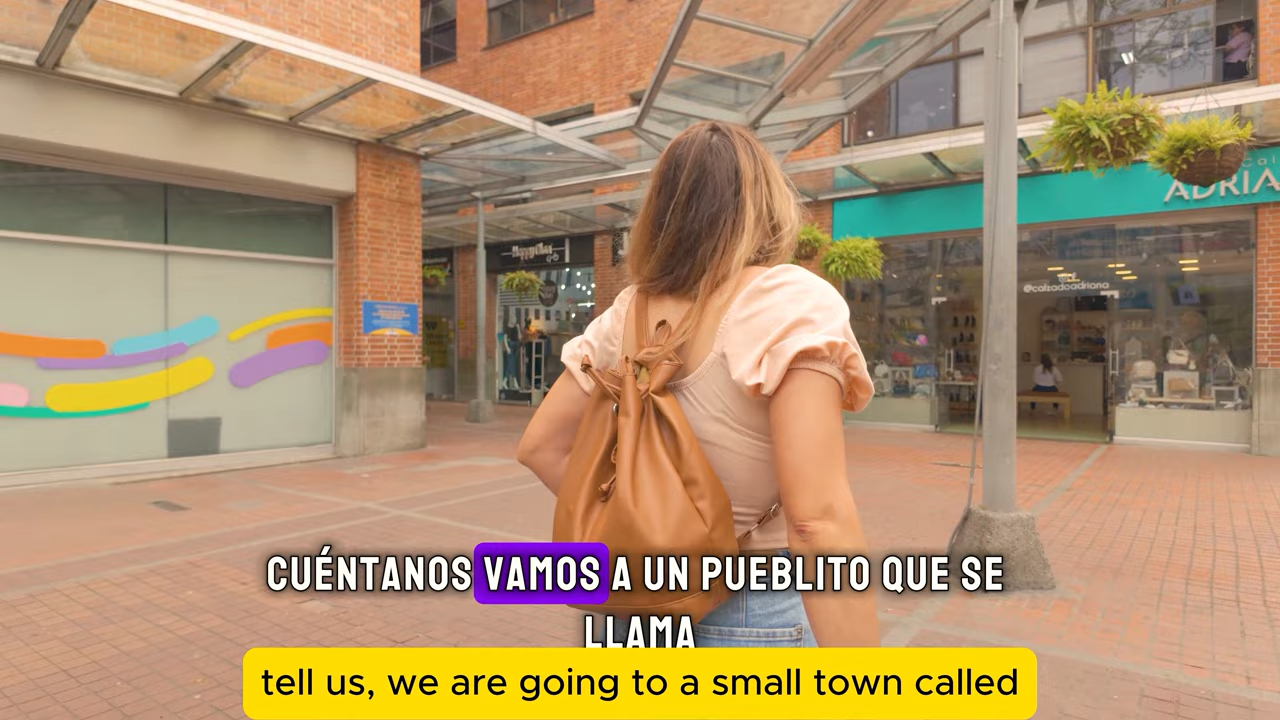 ADRIA
@calzadoadriana
CUÉNTANOS VAMOS A UN PUEBLITO QUE SE
LLAMA
tell us, we are going to a small town called